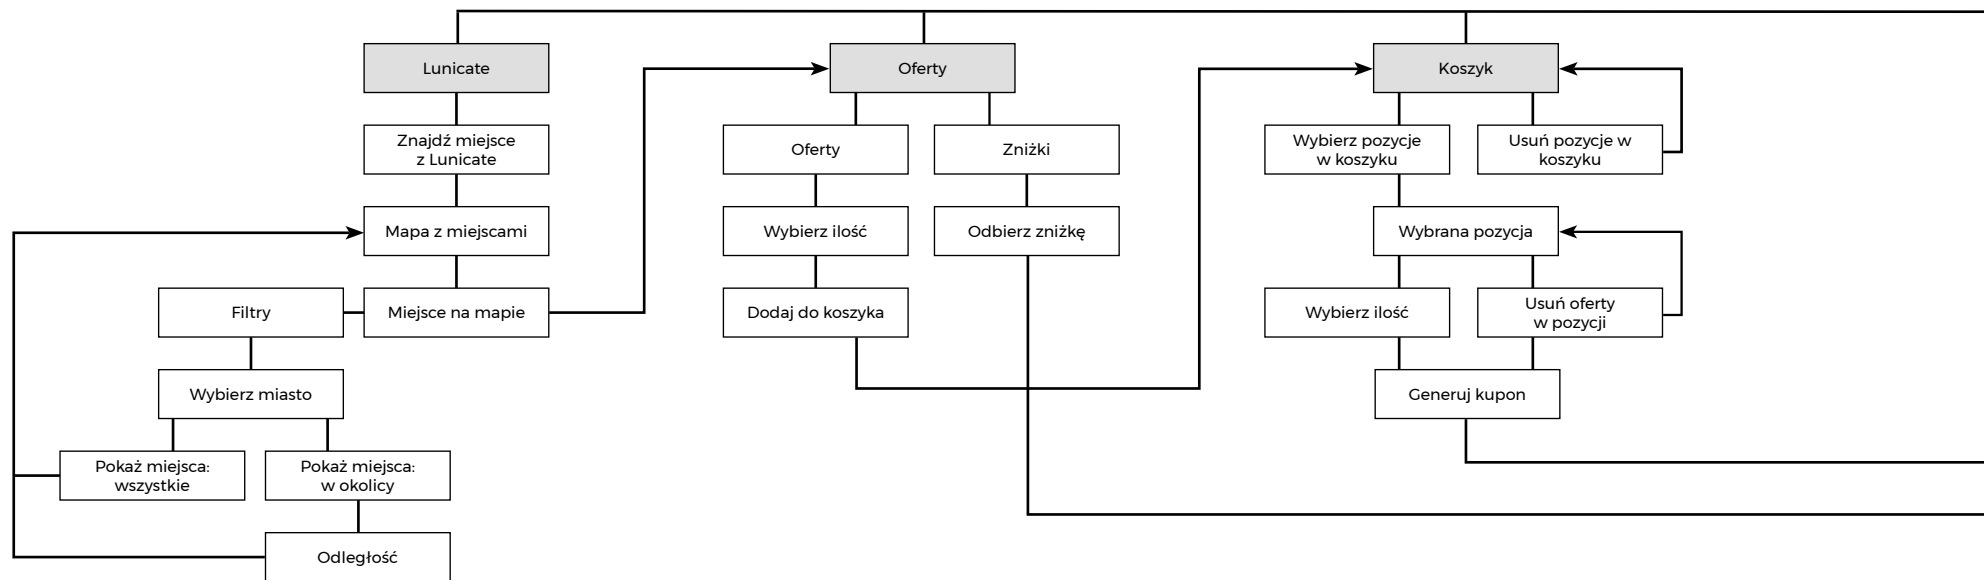 Lunicate
Oferty
Koszyk
Znajdź miejsce
z Lunicate
Oferty
Zniżki
Wybierz pozycje
w koszyku
Usuń pozycje w
koszyku
Mapa z miejscami
Wybierz ilość
Odbierz zniżkę
Wybrana pozycja
Filtry
Miejsce na mapie
Dodaj do koszyka
Wybierz ilość
Usuń oferty
w pozycji
Wybierz miasto
Generuj kupon
Pokaż miejsca:
wszystkie
Pokaż miejsca:
w okolicy
Odległość